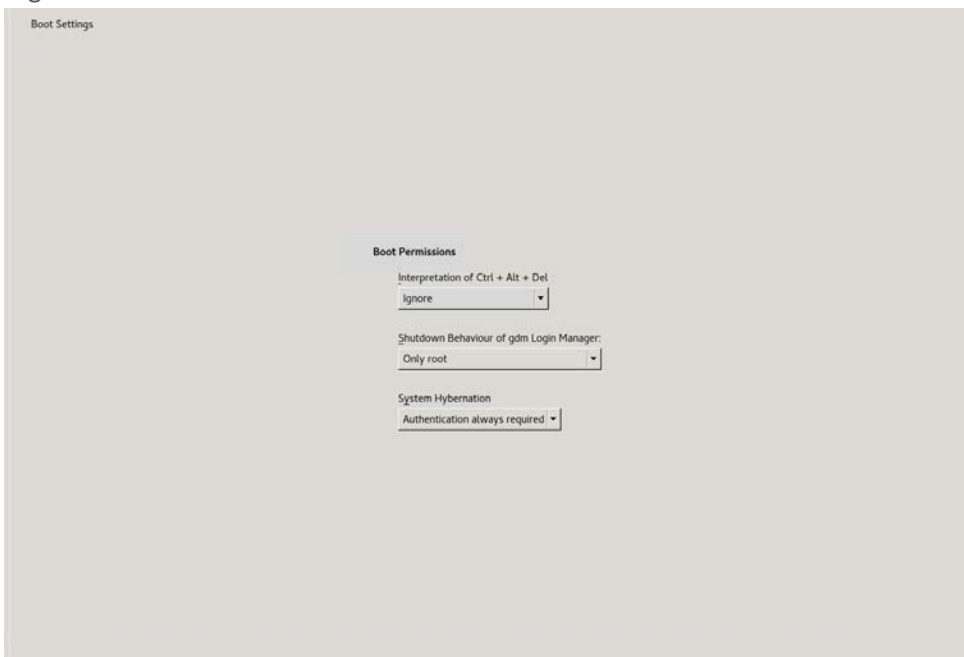 Boot Settings
Boot Permissions
Interpretation of Ctrl + Alt + Del
Ignore
Shutdown Behaviour of gdm Login Manager:
Only root
System Hybernation
Authentication always required